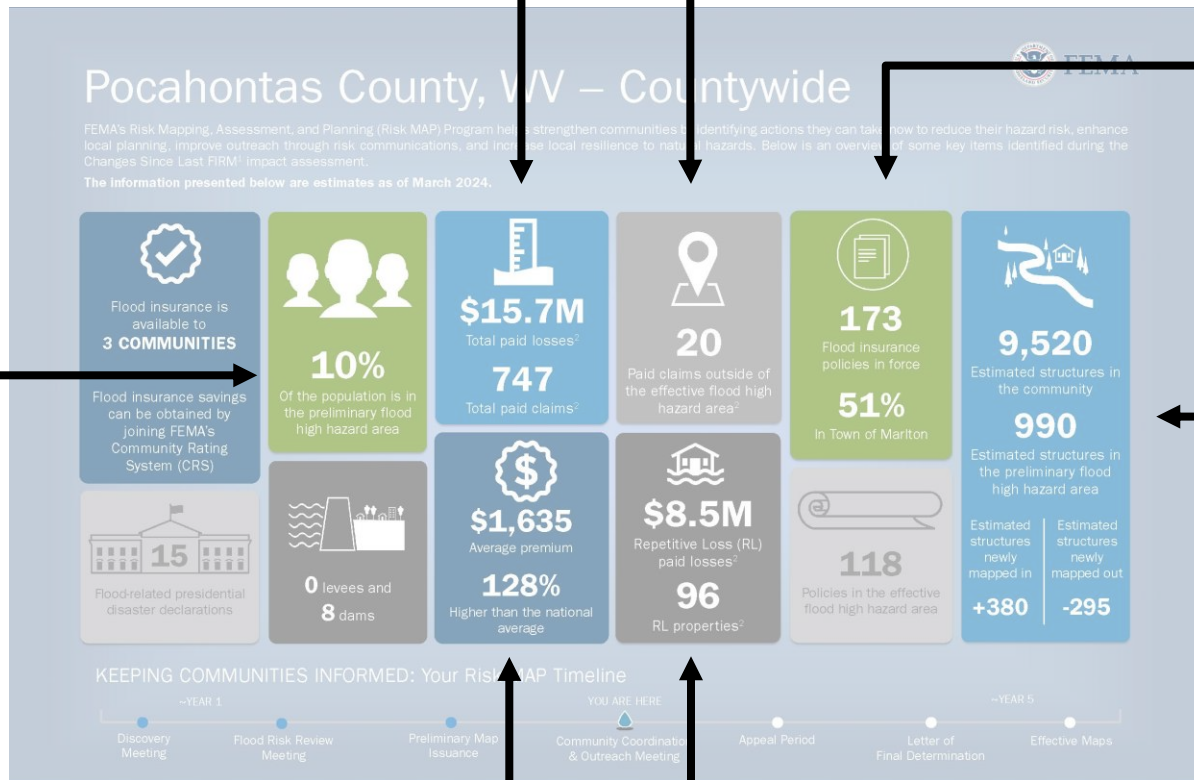 Pocahontas County, WV – Countywide
FEMA
FEMA's Risk Mapping, Assessment, and Planning (Risk MAP) Program helps strengthen communities by identifying actions they can take now to reduce their hazard risk, enhance
local planning, improve outreach through risk communications, and increase local resilience to natural hazards. Below is an overview of some key items identified during the
Changes Since Last FIRM¹ impact assessment.
The information presented below are estimates as of March 2024.
Flood insurance is
available to
3 COMMUNITIES
Flood insurance savings
can be obtained by
joining FEMA's
Community Rating
System (CRS)
15
Flood-related presidential
disaster declarations
10%
Of the population is in
the preliminary flood
high hazard area
0 levees and
8 dams
$15.7M
Total paid losses²
747
Total paid claims²
$
$1,635
Average premium
128%
Higher than the national
average
20
Paid claims outside of
the effective flood high
hazard area²
$8.5M
Repetitive Loss (RL)
paid losses²
96
RL properties²
173
Flood insurance
policies in force
51%
In Town of Marlton
118
Policies in the effective
flood high hazard area
9,520
Estimated structures in
the community
990
Estimated structures in
the preliminary flood
high hazard area
Estimated
structures
newly
mapped in
+380
Estimated
structures
newly
mapped out
-295
KEEPING COMMUNITIES INFORMED: Your Risk MAP Timeline
~YEAR 1
YOU ARE HERE
~YEAR 5
Discovery
Meeting
Flood Risk Review
Meeting
Preliminary Map
Issuance
Community Coordination
& Outreach Meeting
Appeal Period
Letter of
Final Determination
Effective Maps